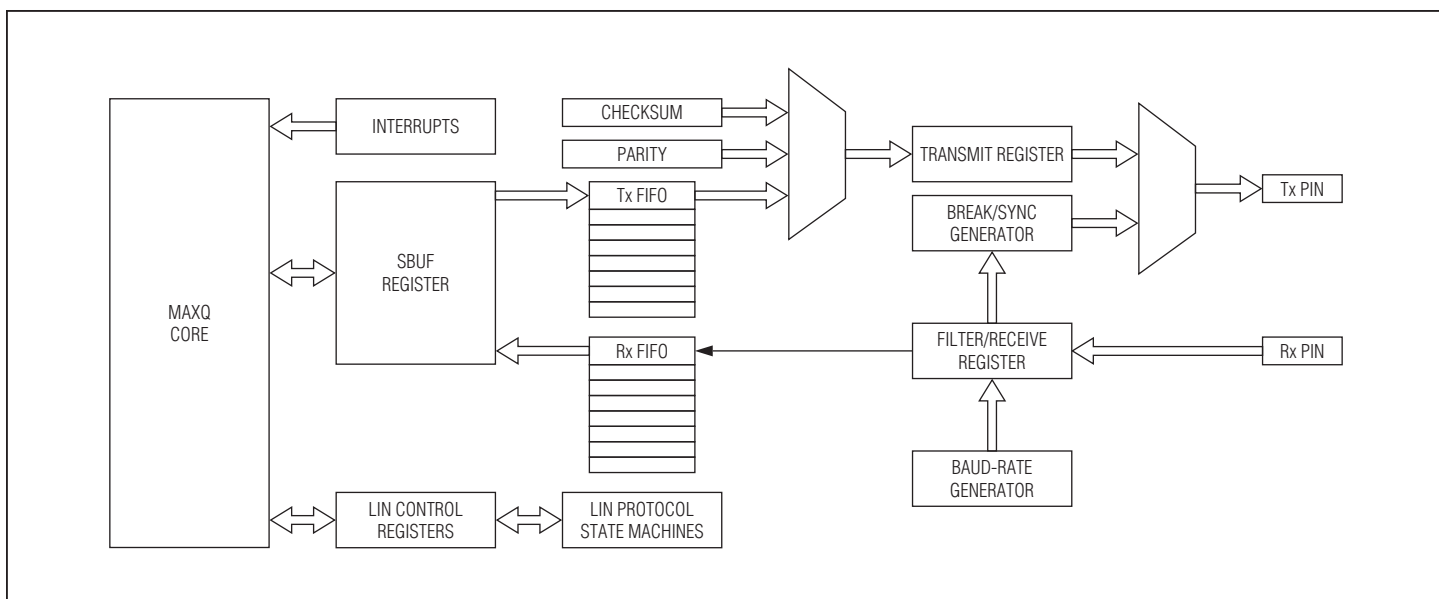 MAXQ
CORE
INTERRUPTS
SBUF
REGISTER
LIN CONTROL
REGISTERS
LIN PROTOCOL
STATE MACHINES
CHECKSUM
PARITY
Tx FIFO
Rx FIFO
TRANSMIT REGISTER
BREAK/SYNC
GENERATOR
FILTER/RECEIVE
REGISTER
BAUD-RATE
GENERATOR
Tx PIN
Rx PIN